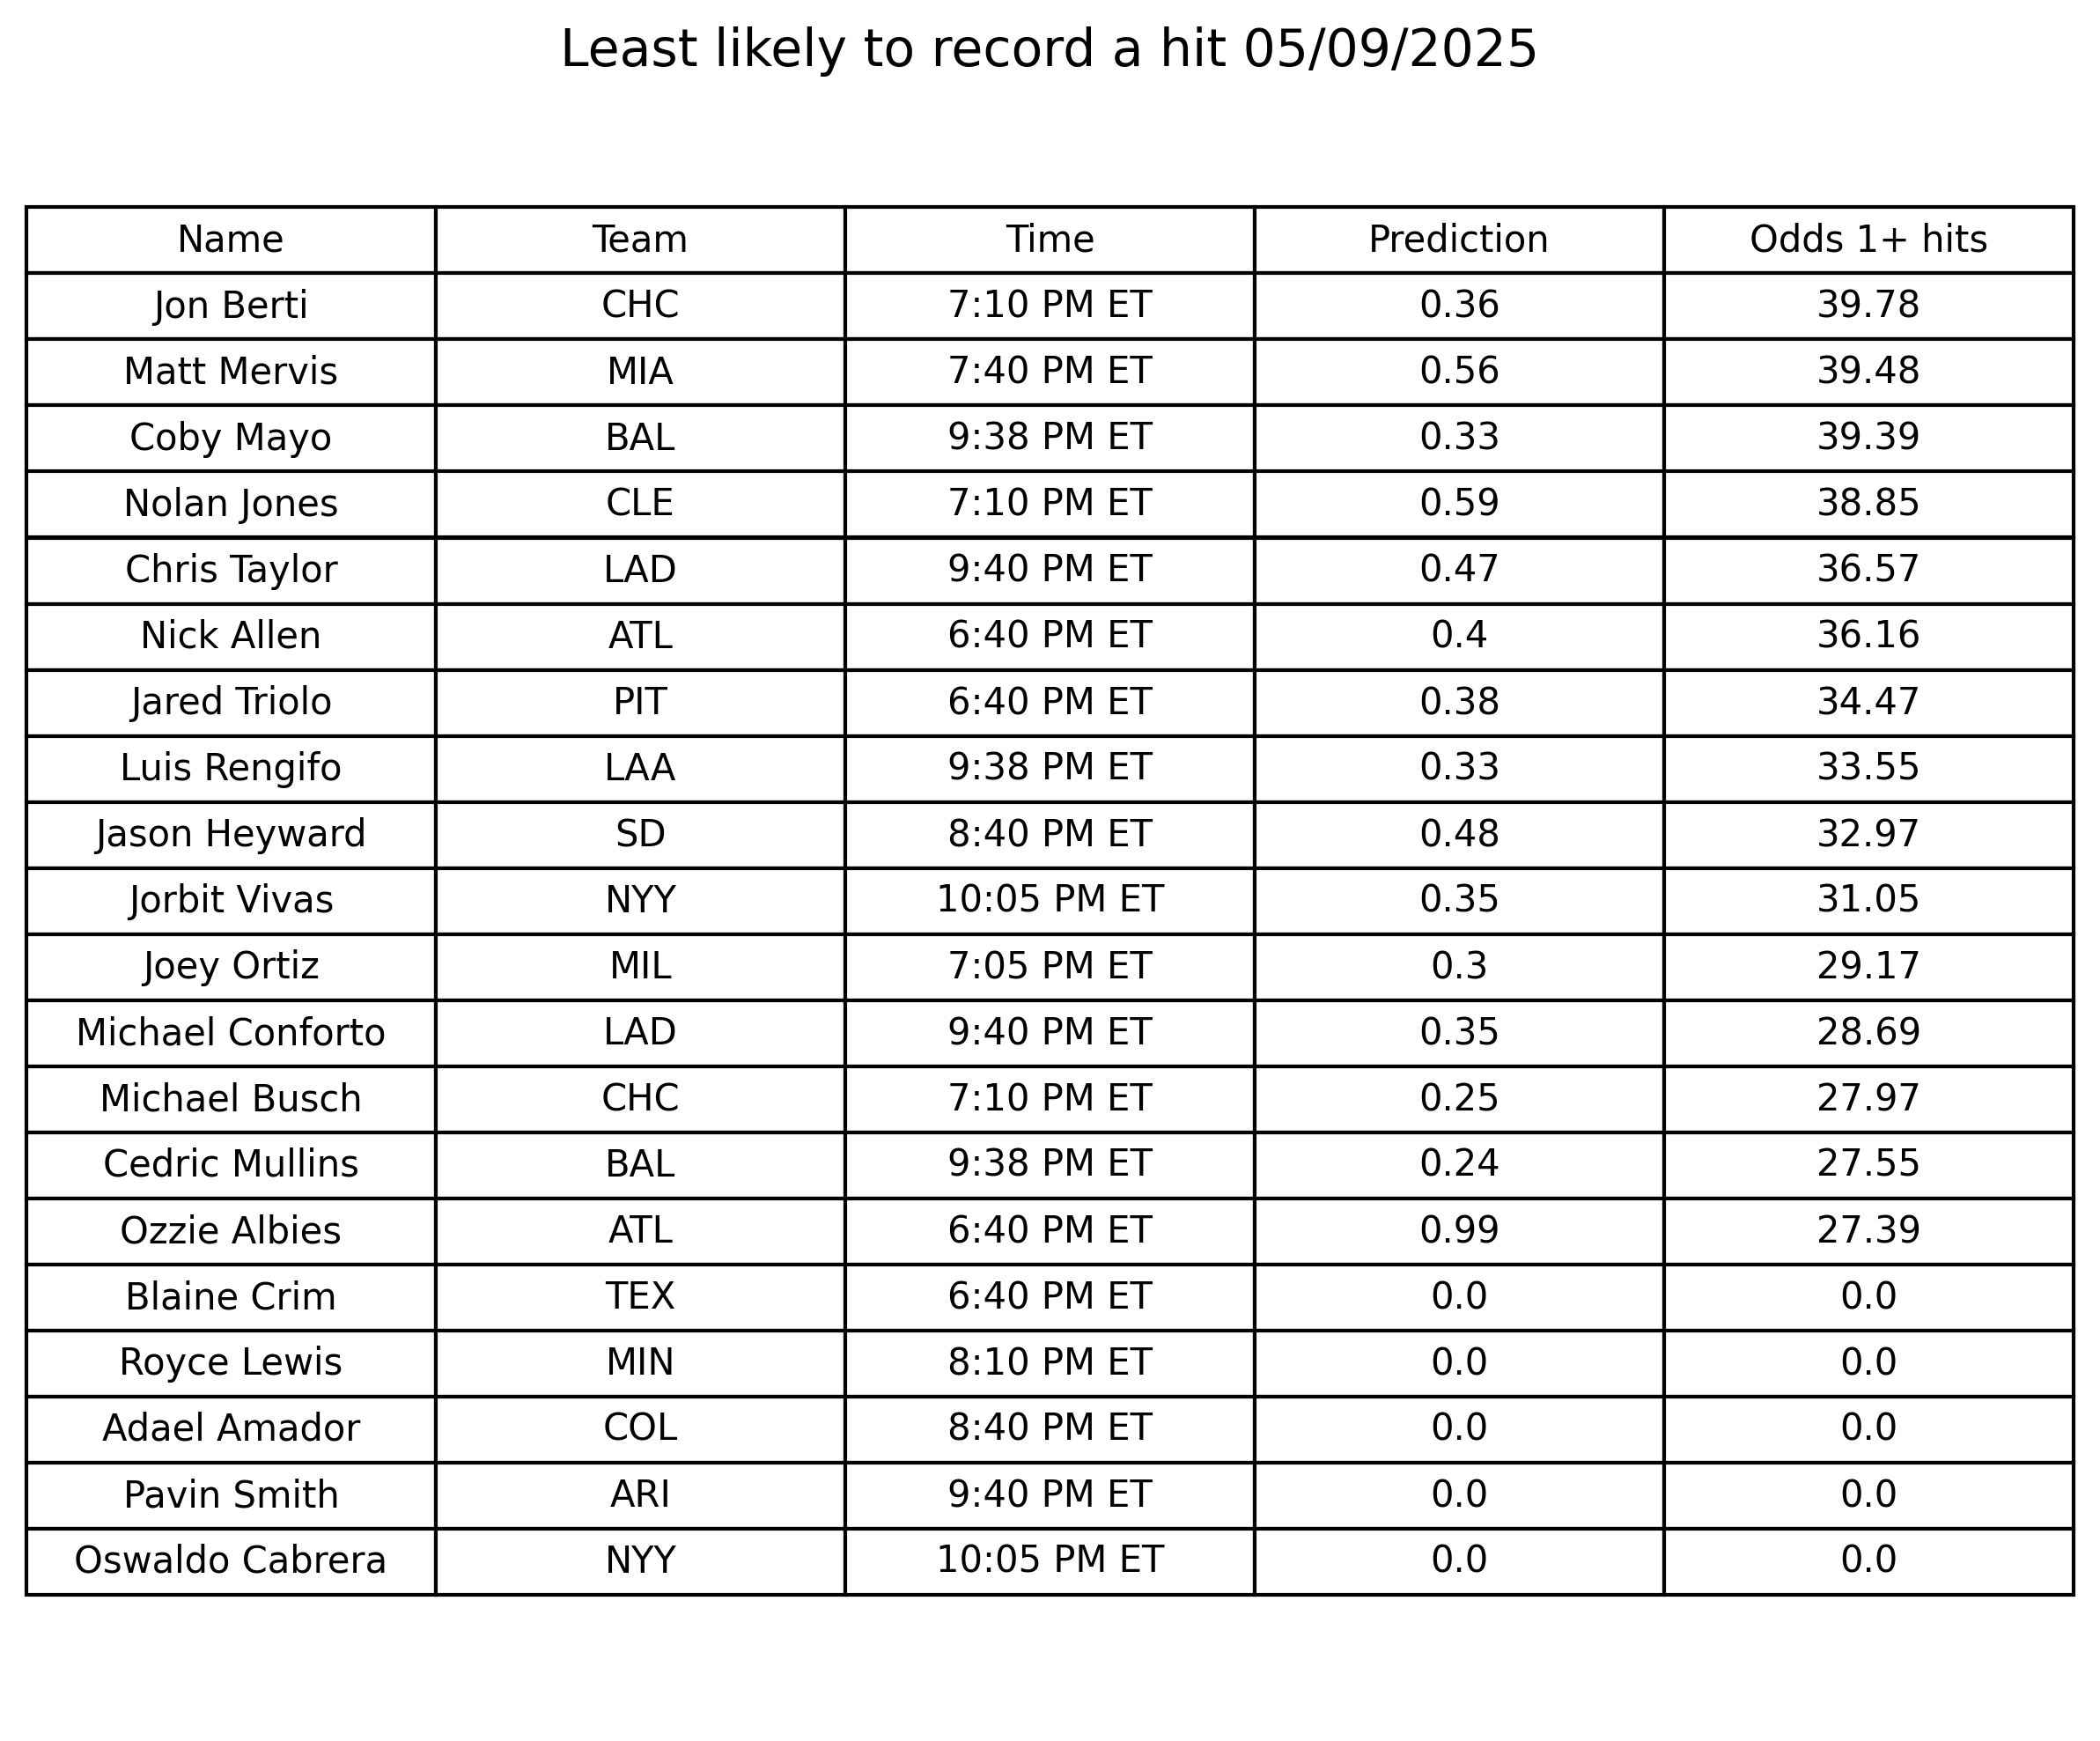 Least likely to record a hit 05/09/2025
Name Team Time Prediction Odds 1+ hits
Jon Berti CHC 7:10 PM ET 0.36 39.78
Matt Mervis MIA 7:40 PM ET 0.56 39.48
Coby Mayo BAL 9:38 PM ET 0.33 39.39
Nolan Jones CLE 7:10 PM ET 0.59 38.85
Chris Taylor LAD 9:40 PM ET 0.47 36.57
Nick Allen ATL 6:40 PM ET 0.4 36.16
Jared Triolo PIT 6:40 PM ET 0.38 34.47
Luis Rengifo LAA 9:38 PM ET 0.33 33.55
Jason Heyward SD 8:40 PM ET 0.48 32.97
Jorbit Vivas NYY 10:05 PM ET 0.35 31.05
Joey Ortiz MIL 7:05 PM ET 0.3 29.17
Michael Conforto LAD 9:40 PM ET 0.35 28.69
Michael Busch CHC 7:10 PM ET 0.25 27.97
Cedric Mullins BAL 9:38 PM ET 0.24 27.55
Ozzie Albies ATL 6:40 PM ET 0.99 27.39
Blaine Crim TEX 6:40 PM ET 0.0 0.0
Royce Lewis MIN 8:10 PM ET 0.0 0.0
Adael Amador COL 8:40 PM ET 0.0 0.0
Pavin Smith ARI 9:40 PM ET 0.0 0.0
Oswaldo Cabrera NYY 10:05 PM ET 0.0 0.0